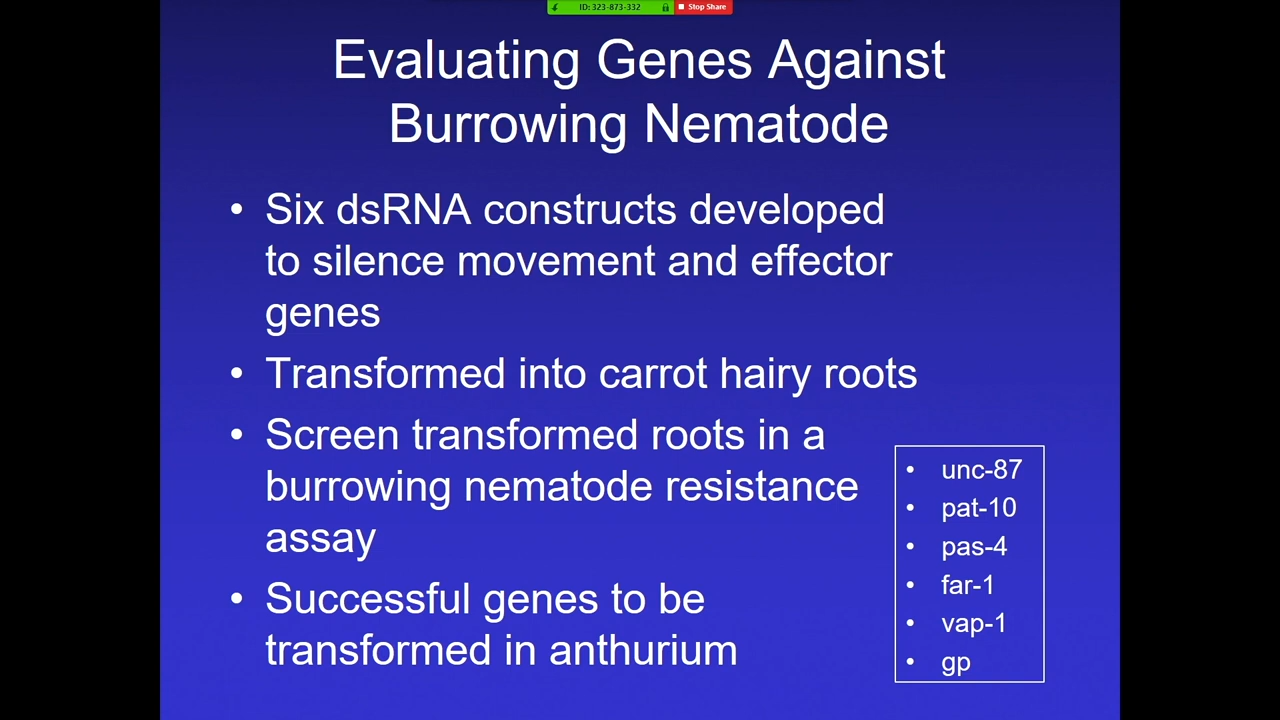 ID: 323-873-332 Stop Share
Evaluating Genes Against
Burrowing Nematode
• Six dsRNA constructs developed
to silence movement and effector
genes
• Transformed into carrot hairy roots
• Screen transformed roots in a
burrowing nematode resistance
assay
• Successful genes to be
transformed in anthurium
• unc-87
• pat-10
• pas-4
• far-1
• vap-1
• gp